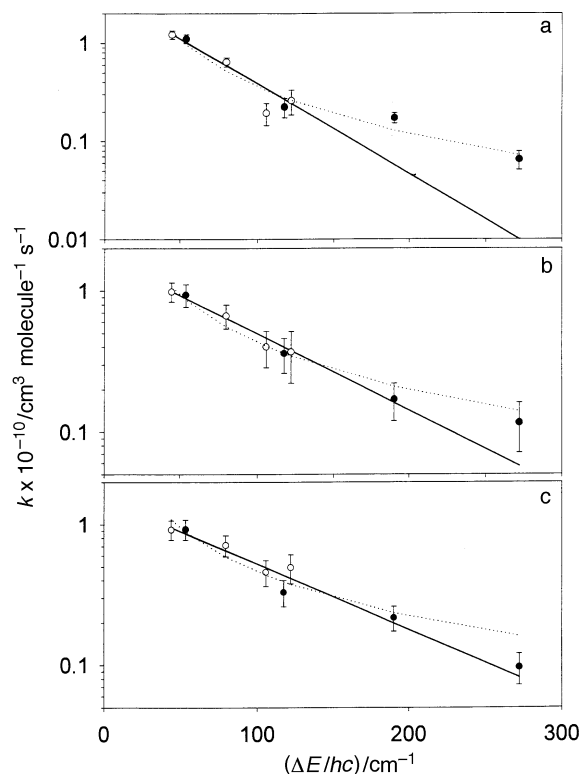 a
1
0.1
0.01
b
1
0.1
c
1
0.1
k x 10⁻¹⁰/cm³ molecule⁻¹ s⁻¹
0 100 200 300
(ΔE/hc)/cm⁻¹